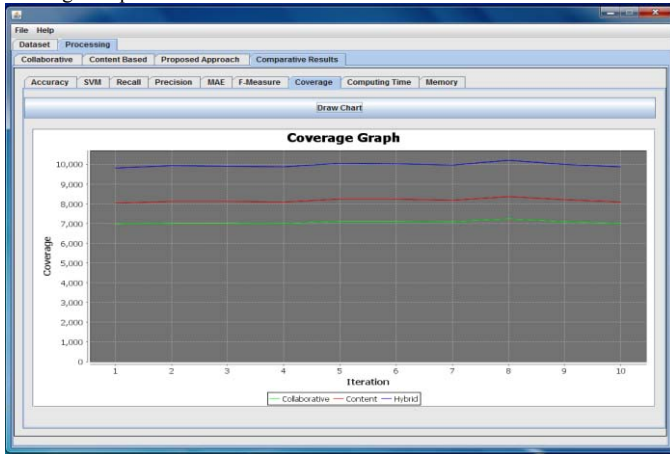 File Help
Dataset Processing
Collaborative Content Based Proposed Approach Comparative Results
Accuracy SVM Recall Precision MAE F-Measure Coverage Computing Time Memory
Draw Chart
Coverage Graph
10,000
9,000
8,000
7,000
6,000
5,000
4,000
3,000
2,000
1,000
0
Coverage
1 2 3 4 5 6 7 8 9 10
Iteration
Collaborative Content Hybrid